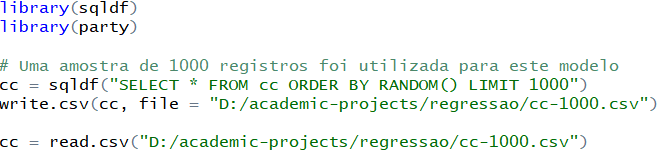 library(sqldf)
library(party)
# Uma amostra de 1000 registros foi utilizada para este modelo
cc = sqldf("SELECT * FROM cc ORDER BY RANDOM() LIMIT 1000")
write.csv(cc, file = "D:/academic-projects/regressao/cc-1000.csv")
cc = read.csv("D:/academic-projects/regressao/cc-1000.csv")